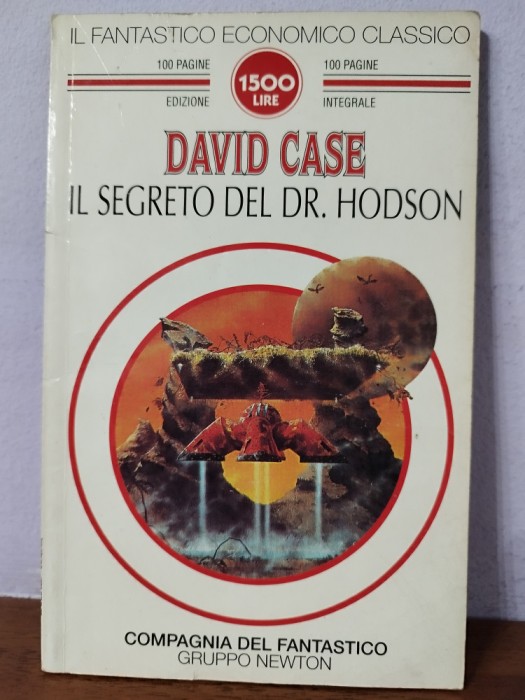 IL FANTASTICO ECONOMICO CLASSICO
100 PAGINE 1500 LIRE 100 PAGINE
EDIZIONE INTEGRALE
DAVID CASE
IL SEGRETO DEL DR. HODSON
COMPAGNIA DEL FANTASTICO
GRUPPO NEWTON